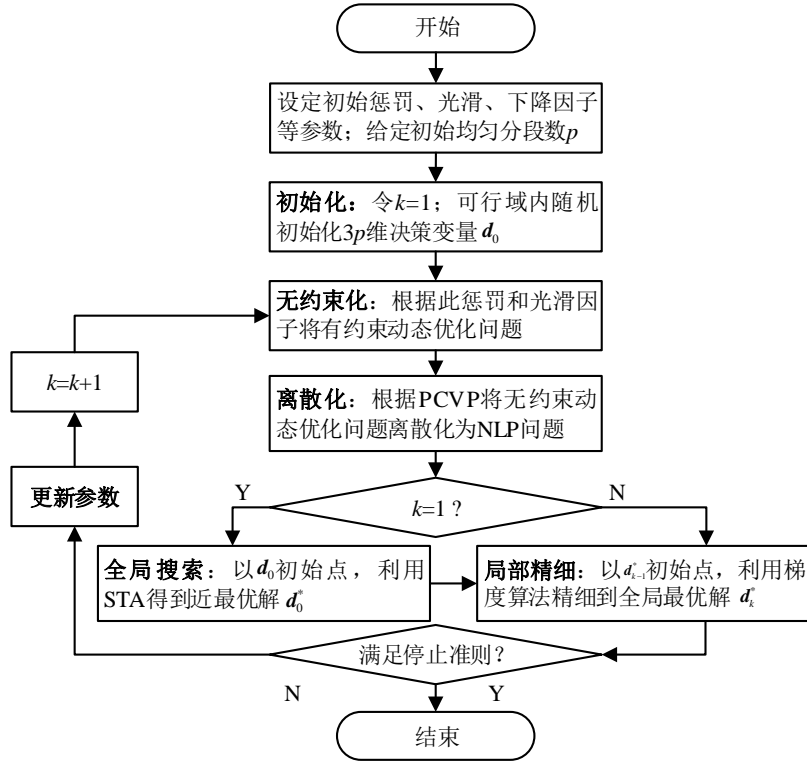 开始
设定初始惩罚、光滑、下降因子
等参数；给定初始均匀分段数p
初始化：令k=1；可行域内随机
初始化3p维决策变量 d₀
无约束化：根据此惩罚和光滑因
子将有约束动态优化问题
k=k+1
离散化：根据PCVP将无约束动
态优化问题离散化为NLP问题
更新参数
Y
k=1 ?
N
全局搜索：以d₀初始点，利用
STA得到近最优解 d₀*
局部精细：以d*ₖ₋₁初始点，利用梯
度算法精细到全局最优解 dₖ*
满足停止准则？
N
Y
结束